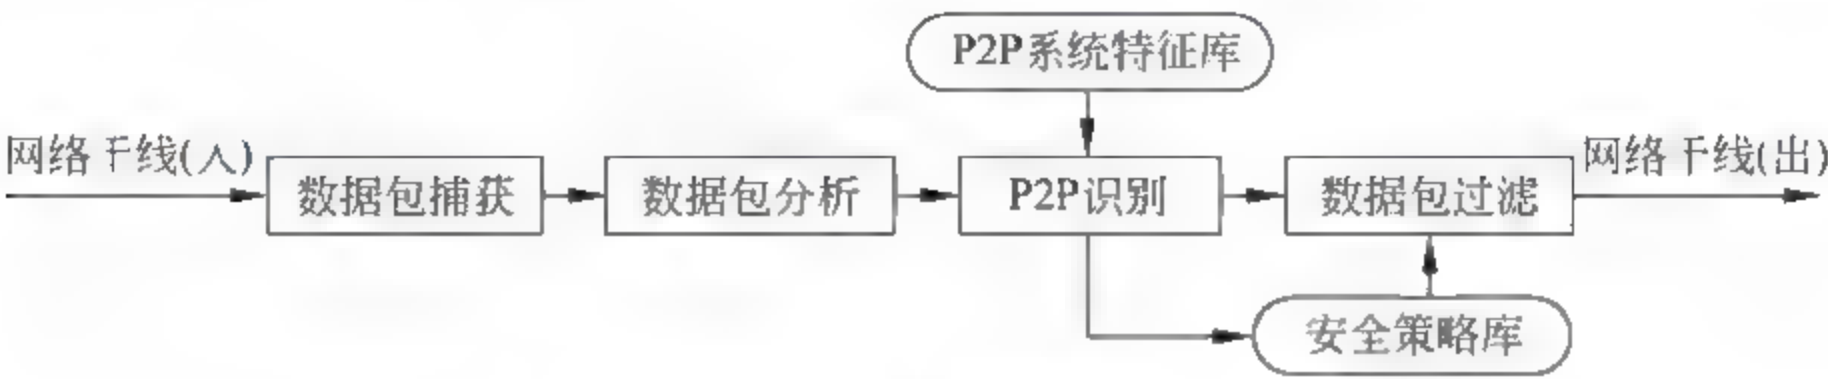 P2P系统特征库
网络干线(入)
网络干线(出)
数据包捕获
数据包分析
P2P识别
数据包过滤
安全策略库